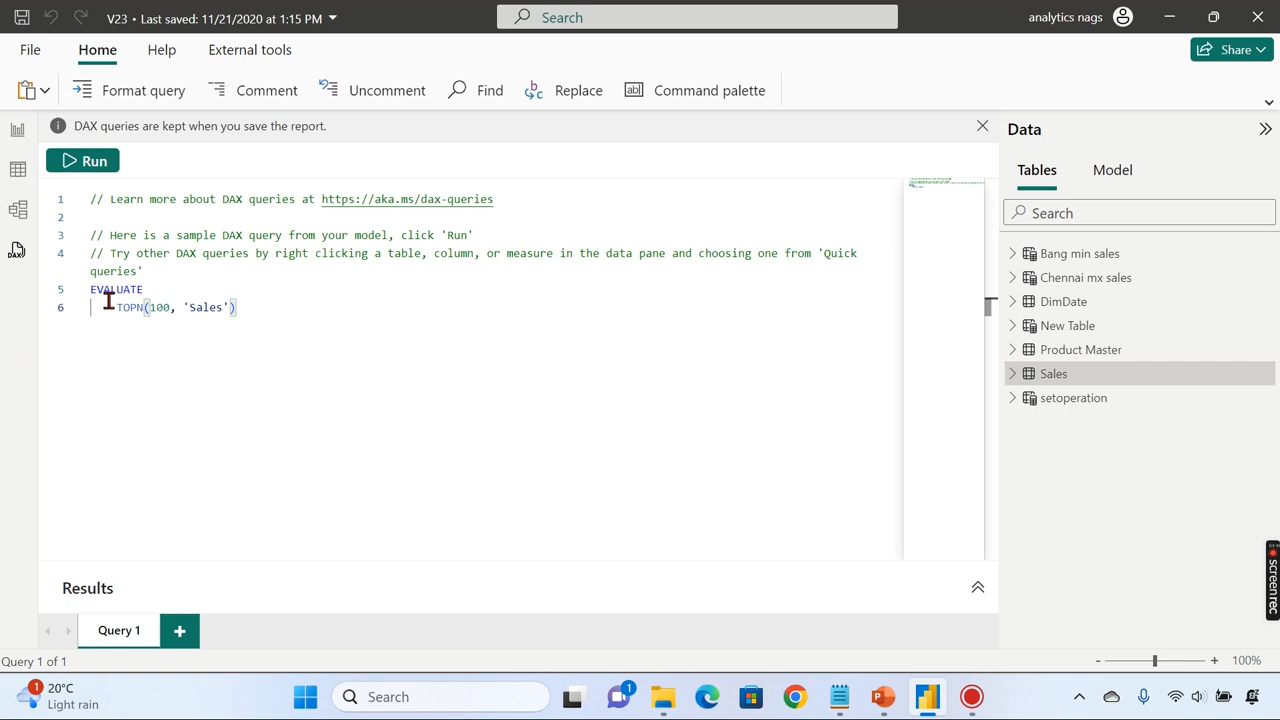 V23 • Last saved: 11/21/2020 at 1:15 PM
Search
analytics nags
File
Home
Help
External tools
Share
Format query
Comment
Uncomment
Find
Replace
Command palette
DAX queries are kept when you save the report.
Run
1 // Learn more about DAX queries at https://aka.ms/dax-queries
2
3 // Here is a sample DAX query from your model, click 'Run'
4 // Try other DAX queries by right clicking a table, column, or measure in the data pane and choosing one from 'Quick
queries'
5 EVALUATE
6 TOPN(100, 'Sales')
Data
Tables
Model
Search
Bang min sales
Chennai mx sales
DimDate
New Table
Product Master
Sales
setoperation
DAX
Results
Query 1
Query 1 of 1
100%
screenrec
1
20°C
Light rain
Search
1